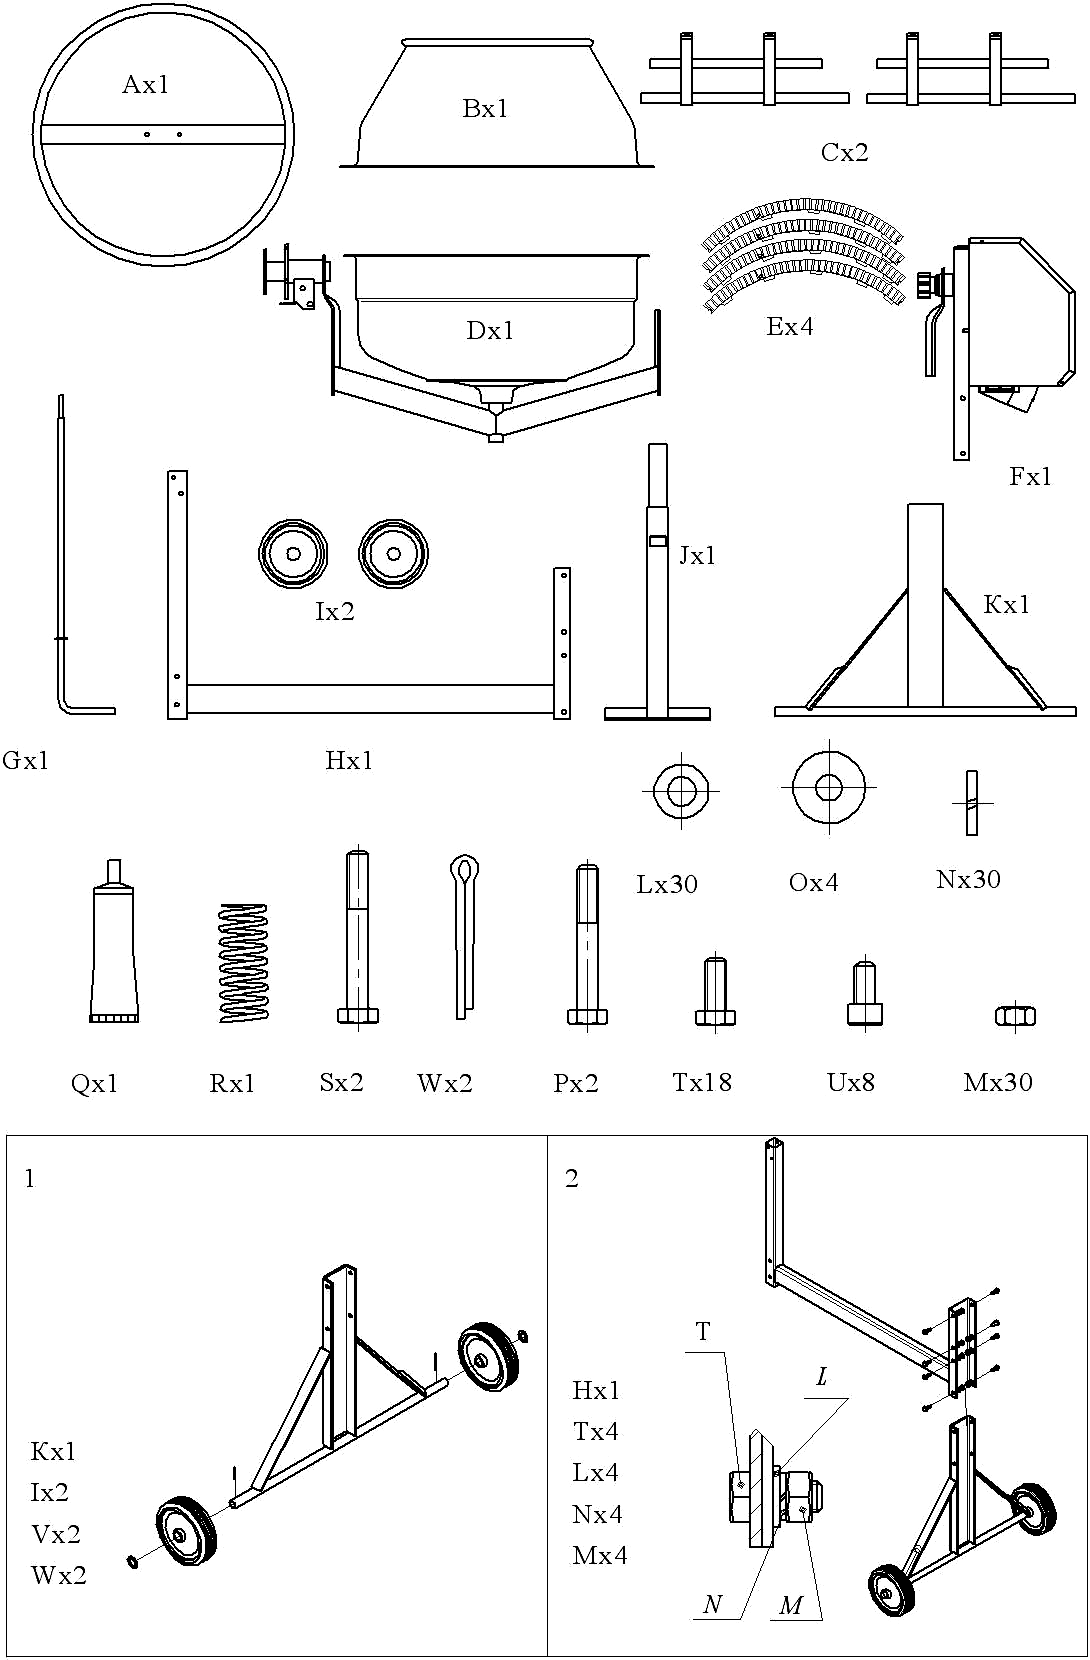 Ax1
Bx1
Cx2
Dx1
Ex4
Fx1
Gx1
Hx1
Ix2
Jx1
Kx1
Lx30
Ox4
Nx30
Qx1
Rx1
Sx2
Wx2
Px2
Tx18
Ux8
Mx30
1
Kx1
Ix2
Vx2
Wx2
2
Hx1
Tx4
Lx4
Nx4
Mx4
T
L
N
M